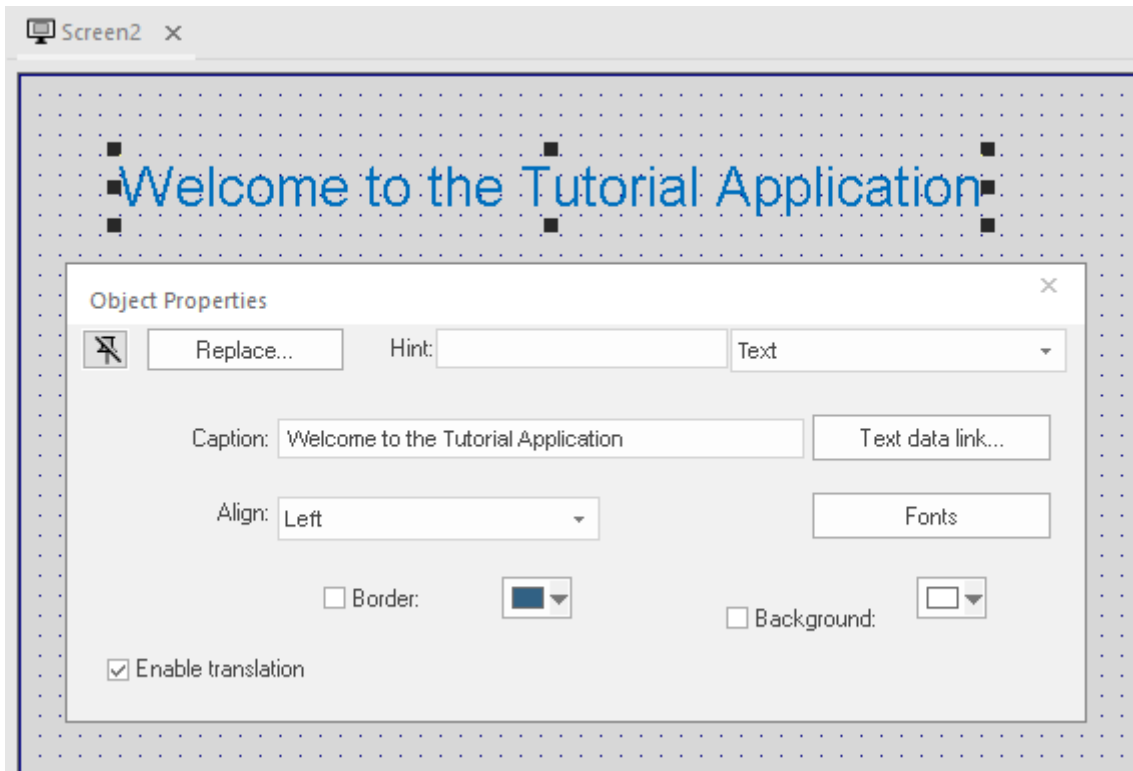 Screen2
Welcome to the Tutorial Application
Object Properties
Replace... Hint: Text
Caption: Welcome to the Tutorial Application Text data link...
Align: Left Fonts
Border: Background:
Enable translation